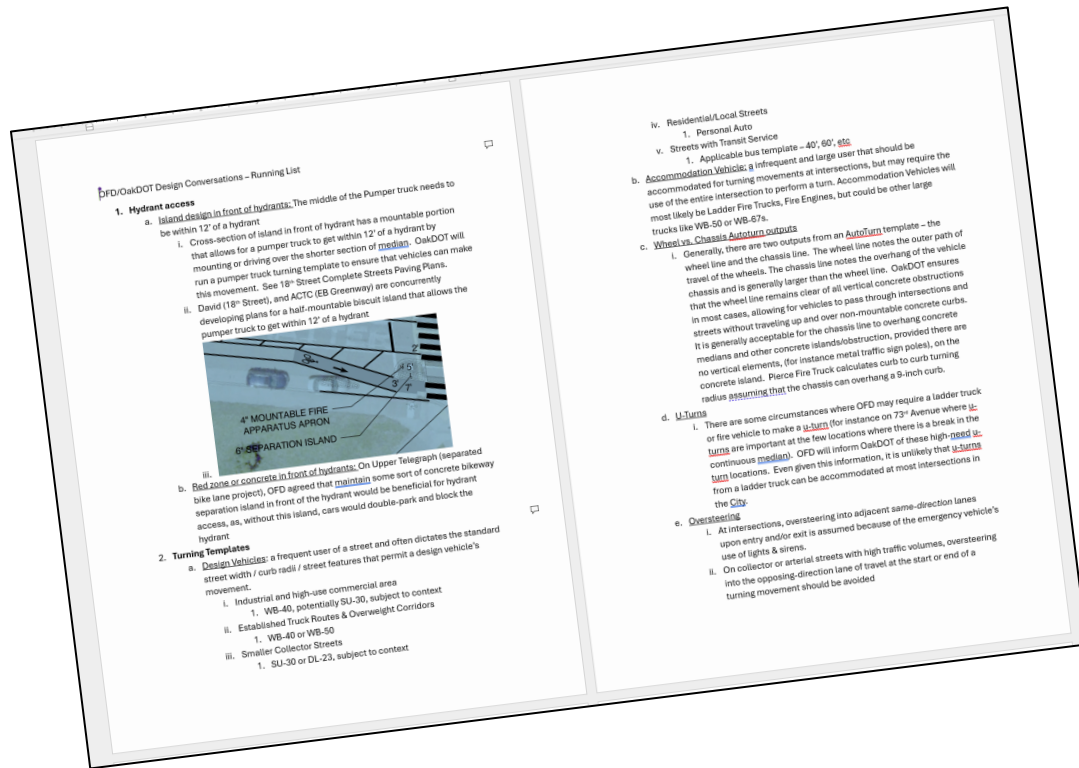 OFD/OakDOT Design Conversations – Running List
1. Hydrant access
a. Island design in front of hydrants: The middle of the Pumper truck needs to
be within 12' of a hydrant
i. Cross-section of island in front of hydrant has a mountable portion
that allows for a pumper truck to get within 12' of a hydrant by
mounting or driving over the shorter section of median. OakDOT will
run a pumper truck turning template to ensure that vehicles can make
this movement. See 18th Street Complete Streets Paving Plans.
ii. David (18th Street), and ACTC (EB Greenway) are concurrently
developing plans for a half-mountable biscuit island that allows the
pumper truck to get within 12' of a hydrant
2'
5'
3'
7'
4" MOUNTABLE FIRE
APPARATUS APRON
6" SEPARATION ISLAND
iii.
b. Red zone or concrete in front of hydrants: On Upper Telegraph (separated
bike lane project), OFD agreed that maintain some sort of concrete bikeway
separation island in front of the hydrant would be beneficial for hydrant
access, as, without this island, cars would double-park and block the
hydrant
2. Turning Templates
a. Design Vehicles: a frequent user of a street and often dictates the standard
street width / curb radii / street features that permit a design vehicle's
movement.
i. Industrial and high-use commercial area
1. WB-40, potentially SU-30, subject to context
ii. Established Truck Routes & Overweight Corridors
1. WB-40 or WB-50
iii. Smaller Collector Streets
1. SU-30 or DL-23, subject to context
iv. Residential/Local Streets
1. Personal Auto
v. Streets with Transit Service
1. Applicable bus template – 40', 60', etc
b. Accommodation Vehicle: a infrequent and large user that should be
accommodated for turning movements at intersections, but may require the
use of the entire intersection to perform a turn. Accommodation Vehicles will
most likely be Ladder Fire Trucks, Fire Engines, but could be other large
trucks like WB-50 or WB-67s.
c. Wheel vs. Chassis Autoturn outputs
i. Generally, there are two outputs from an AutoTurn template – the
wheel line and the chassis line. The wheel line notes the outer path of
travel of the wheels. The chassis line notes the overhang of the vehicle
chassis and is generally larger than the wheel line. OakDOT ensures
that the wheel line remains clear of all vertical concrete obstructions
in most cases, allowing for vehicles to pass through intersections and
streets without traveling up and over non-mountable concrete curbs.
It is generally acceptable for the chassis line to overhang concrete
medians and other concrete islands/obstruction, provided there are
no vertical elements, (for instance metal traffic sign poles), on the
concrete island. Pierce Fire Truck calculates curb to curb turning
radius assuming that the chassis can overhang a 9-inch curb.
d. U-Turns
i. There are some circumstances where OFD may require a ladder truck
or fire vehicle to make a u-turn (for instance on 73rd Avenue where u-
turns are important at the few locations where there is a break in the
continuous median). OFD will inform OakDOT of these high-need u-
turn locations. Even given this information, it is unlikely that u-turns
from a ladder truck can be accommodated at most intersections in
the City.
e. Oversteering
i. At intersections, oversteering into adjacent same-direction lanes
upon entry and/or exit is assumed because of the emergency vehicle's
use of lights & sirens.
ii. On collector or arterial streets with high traffic volumes, oversteering
into the opposing-direction lane of travel at the start or end of a
turning movement should be avoided